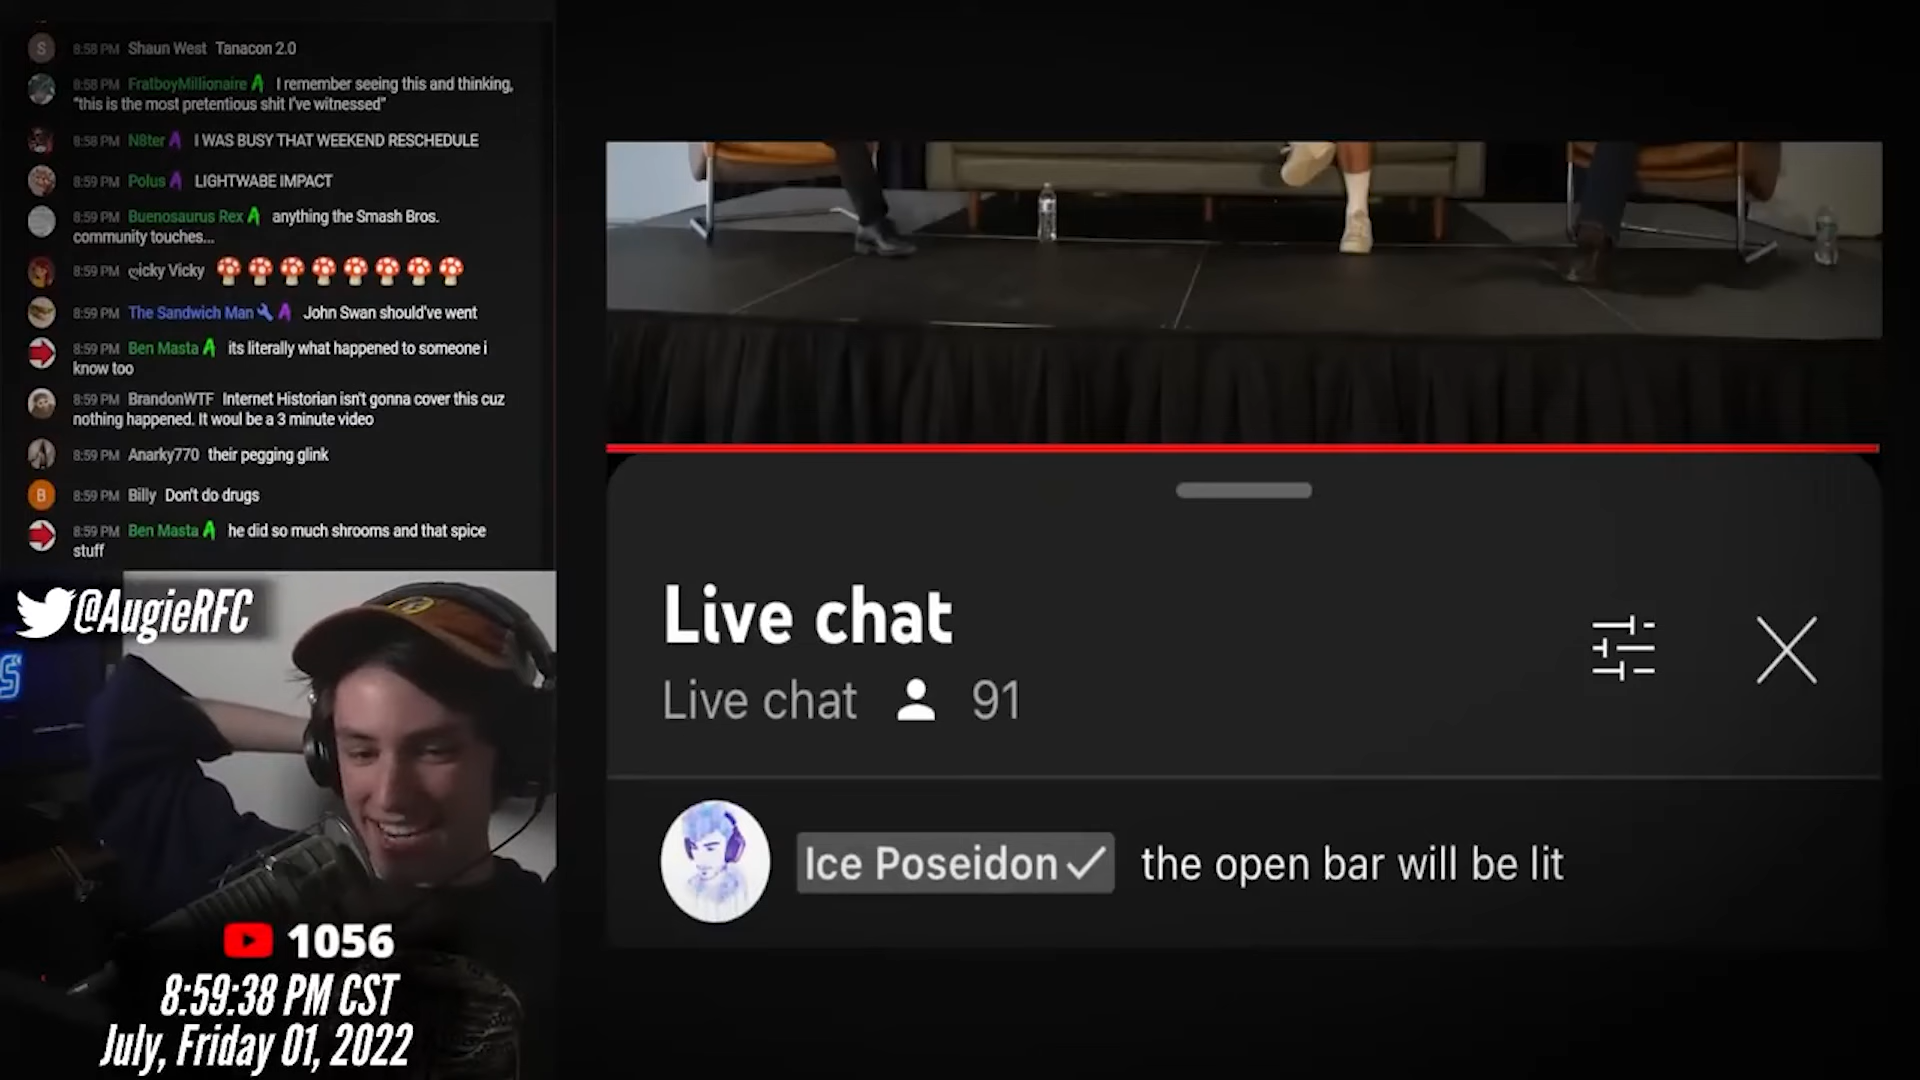 S
8:58 PM Shaun West Tanacon 2.0
8:58 PM FratboyMillionaire I remember seeing this and thinking,
"this is the most pretentious shit I've witnessed"
8:58 PM N8ter I WAS BUSY THAT WEEKEND RESCHEDULE
8:59 PM Polus LIGHTWABE IMPACT
8:59 PM Buenosaurus Rex anything the Smash Bros.
community touches...
8:59 PM ღicky Vicky 🍄🍄🍄🍄🍄🍄🍄🍄
8:59 PM The Sandwich Man John Swan should've went
8:59 PM Ben Masta its literally what happened to someone i
know too
8:59 PM BrandonWTF Internet Historian isn't gonna cover this cuz
nothing happened. It woul be a 3 minute video
8:59 PM Anarky770 their pegging glink
B
8:59 PM Billy Don't do drugs
8:59 PM Ben Masta he did so much shrooms and that spice
stuff
@AugieRFC
S
1056
8:59:38 PM CST
July, Friday 01, 2022
Live chat
Live chat 91
Ice Poseidon✓ the open bar will be lit